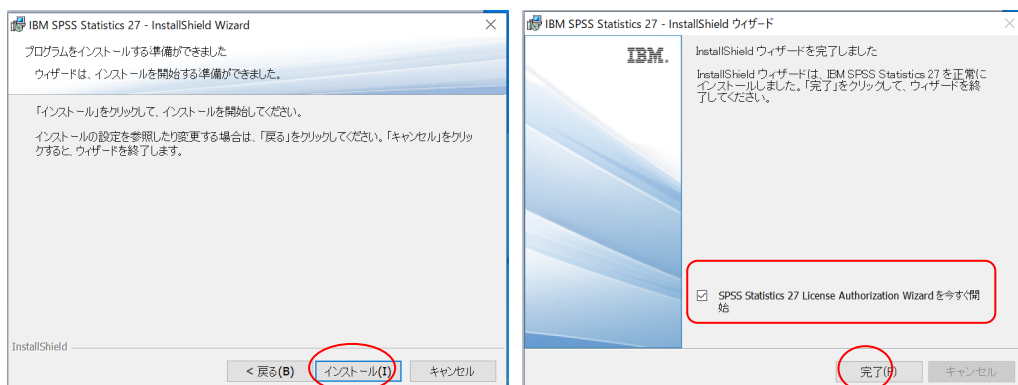 IBM SPSS Statistics 27 - InstallShield Wizard
プログラムをインストールする準備ができました
ウィザードは、インストールを開始する準備ができました。
「インストール」をクリックして、インストールを開始してください。
インストールの設定を参照したり変更する場合は、「戻る」をクリックしてください。「キャンセル」をクリッ
クすると、ウィザードを終了します。
InstallShield
< 戻る(B)
インストール(I)
キャンセル
IBM SPSS Statistics 27 - InstallShield ウィザード
IBM.
InstallShield ウィザードを完了しました
InstallShield ウィザードは、IBM SPSS Statistics 27 を正常に
インストールしました。「完了」をクリックして、ウィザードを終
了してください。
SPSS Statistics 27 License Authorization Wizard を今すぐ開
始
完了(F)
キャンセル